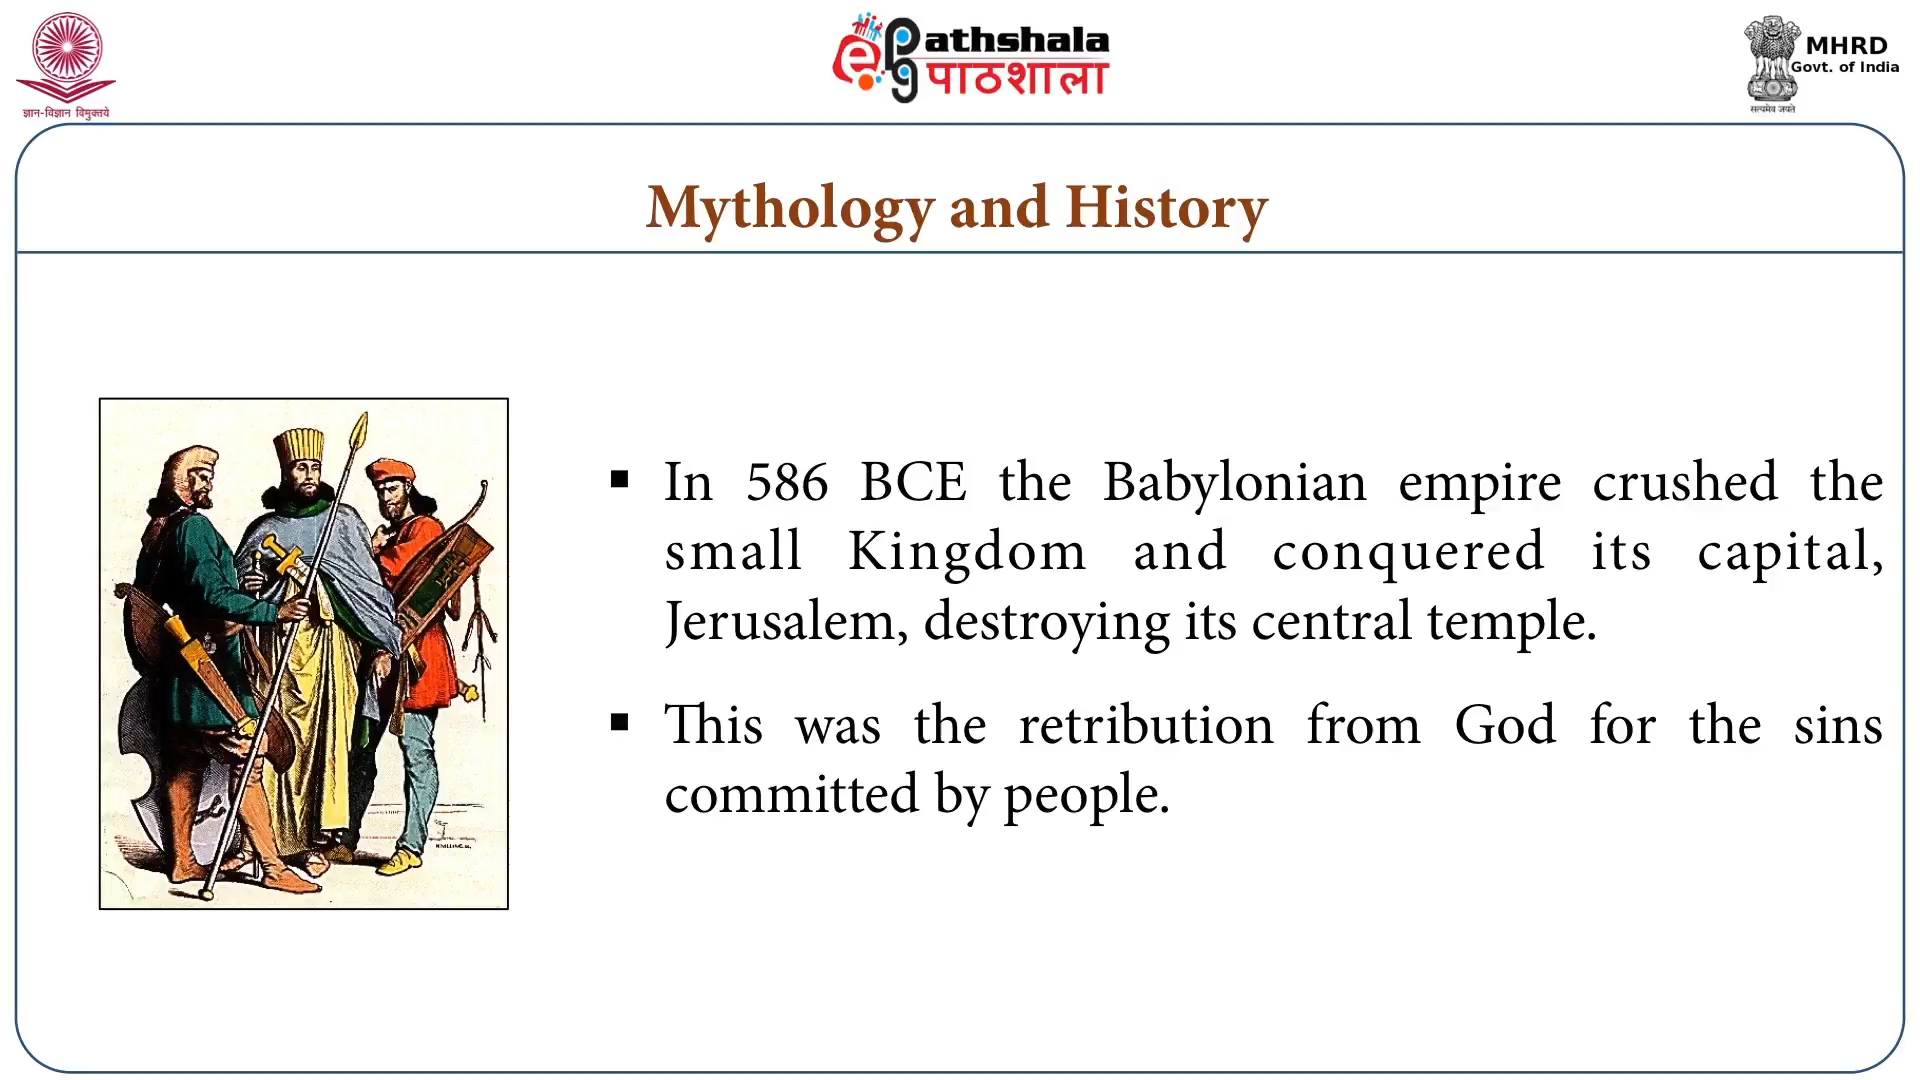 ज्ञान-विज्ञान विमुक्तये
Pathshala
पाठशाला
MHRD
Govt. of India
सत्यमेव जयते
Mythology and History
In 586 BCE the Babylonian empire crushed the
small Kingdom and conquered its capital,
Jerusalem, destroying its central temple.
This was the retribution from God for the sins
committed by people.